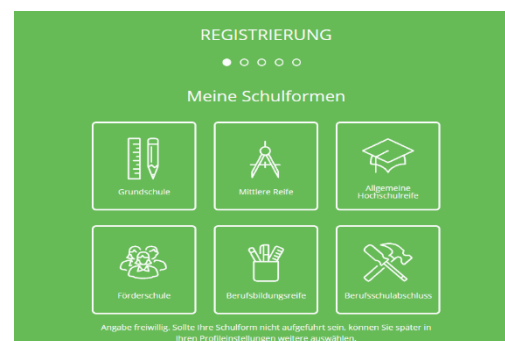 REGISTRIERUNG
Meine Schulformen
Grundschule
Mittlere Reife
Allgemeine
Hochschulreife
Förderschule
Berufsbildungsreife
Berufsschulabschluss
Angabe freiwillig. Sollte Ihre Schulform nicht aufgeführt sein, können Sie später in
Ihren Profileinstellungen weitere auswählen.